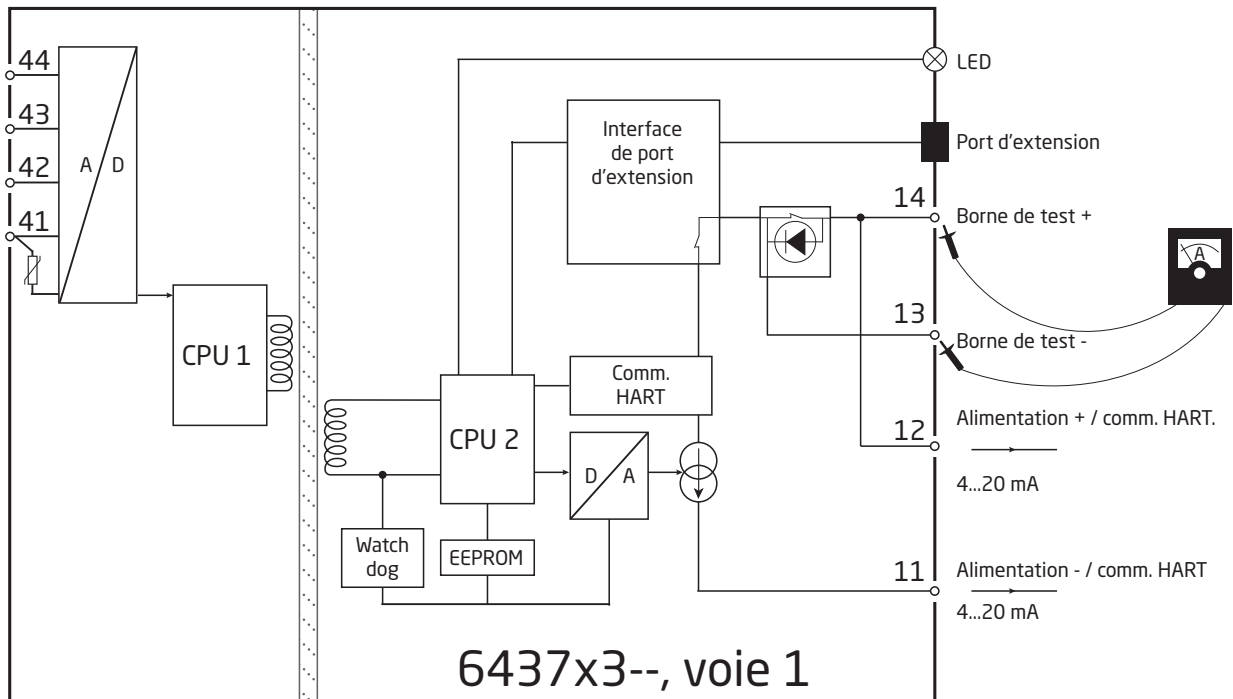 44
43
42
41
A / D
CPU 1
LED
Interface
de port
d'extension
Port d'extension
14
Borne de test +
A
13
Borne de test -
Comm.
HART
CPU 2
D / A
12
Alimentation + / comm. HART.
4...20 mA
Watch
dog
EEPROM
11
Alimentation - / comm. HART
4...20 mA
6437x3--, voie 1